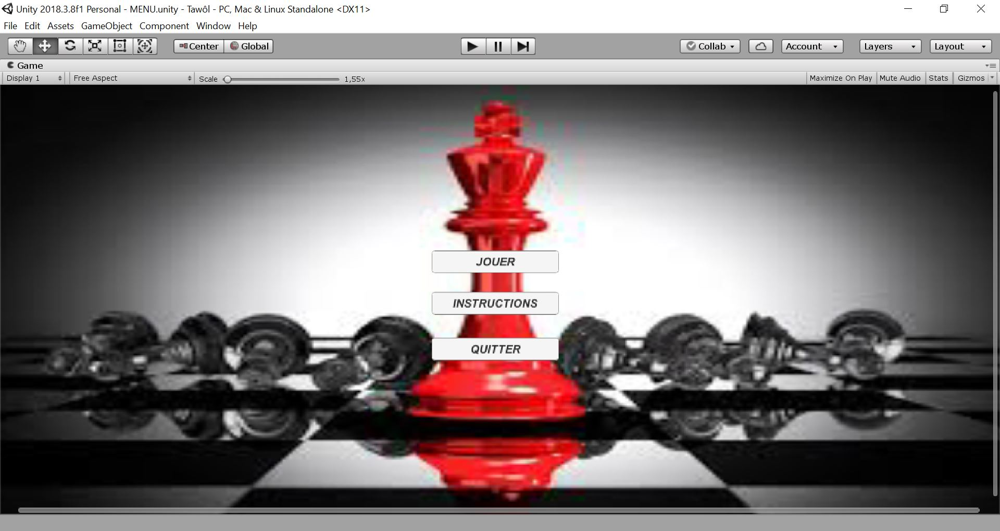 Unity 2018.3.8f1 Personal - MENU.unity - Tawôl - PC, Mac & Linux Standalone <DX11>
File Edit Assets GameObject Component Window Help
Center Global Collab Account Layers Layout
Game
Display 1 Free Aspect Scale 1,55x Maximize On Play Mute Audio Stats Gizmos
JOUER
INSTRUCTIONS
QUITTER